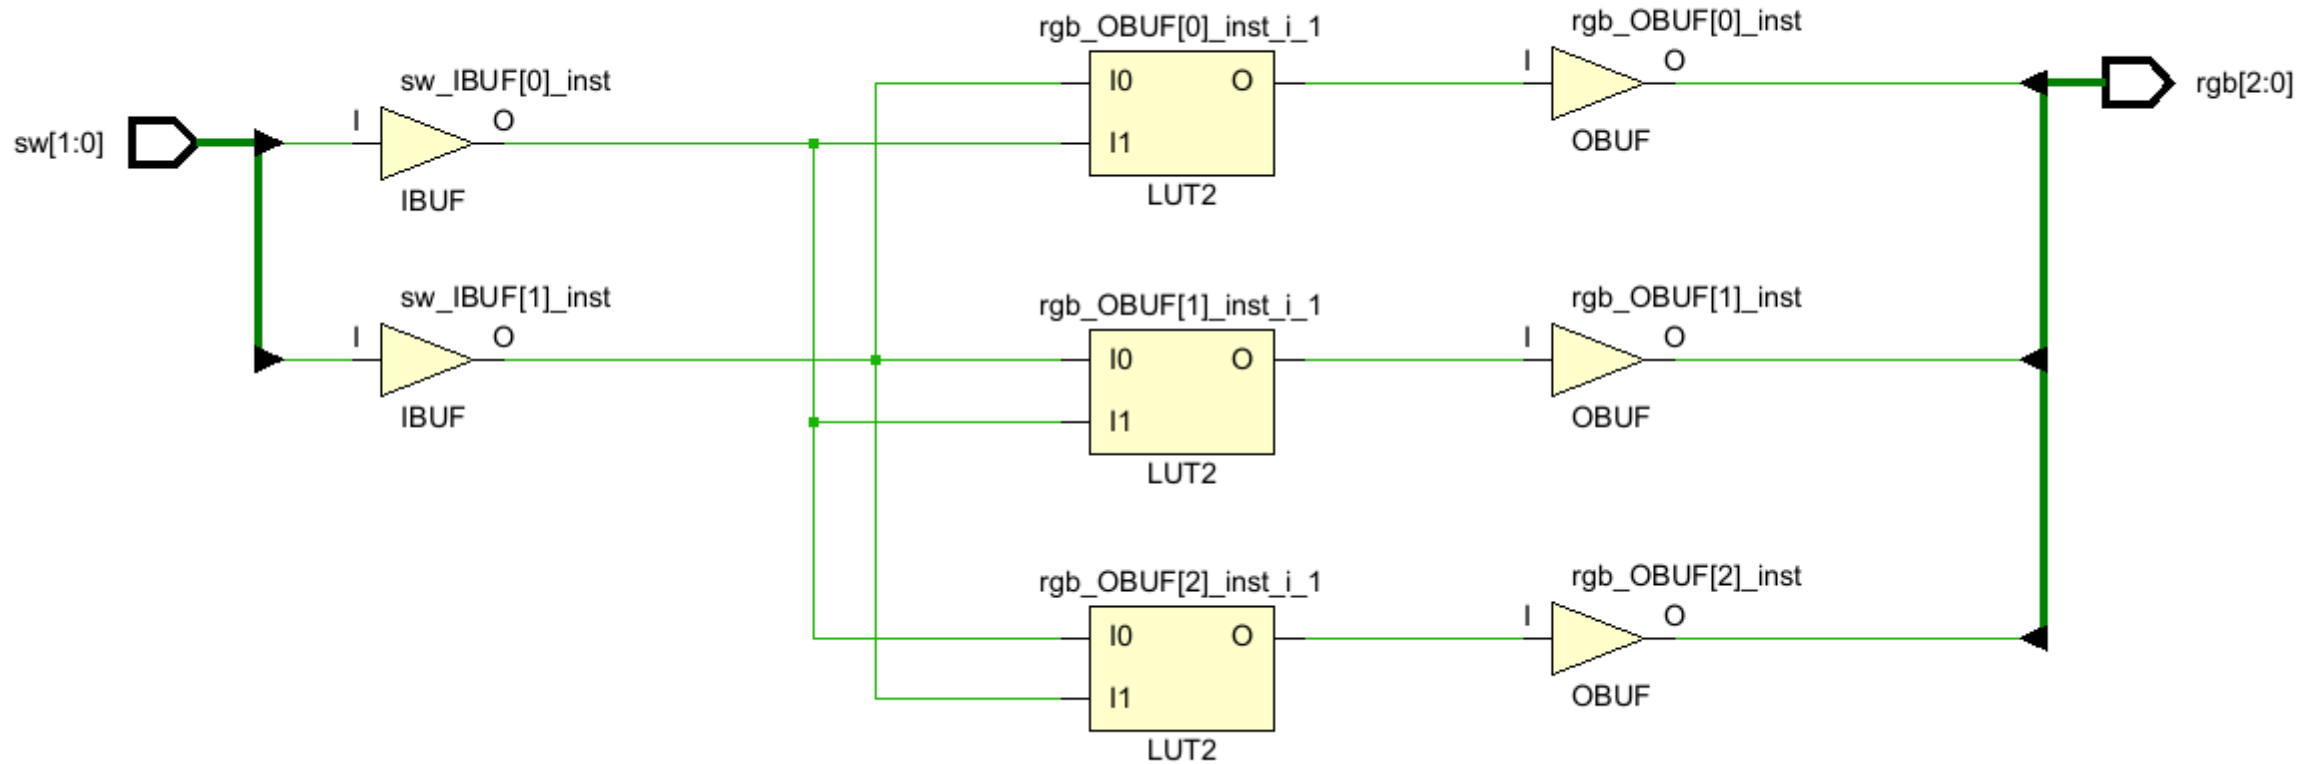 sw[1:0]
sw_IBUF[0]_inst
I
O
IBUF
sw_IBUF[1]_inst
I
O
IBUF
rgb_OBUF[0]_inst_i_1
I0
O
I1
LUT2
rgb_OBUF[1]_inst_i_1
I0
O
I1
LUT2
rgb_OBUF[2]_inst_i_1
I0
O
I1
LUT2
rgb_OBUF[0]_inst
I
O
OBUF
rgb_OBUF[1]_inst
I
O
OBUF
rgb_OBUF[2]_inst
I
O
OBUF
rgb[2:0]